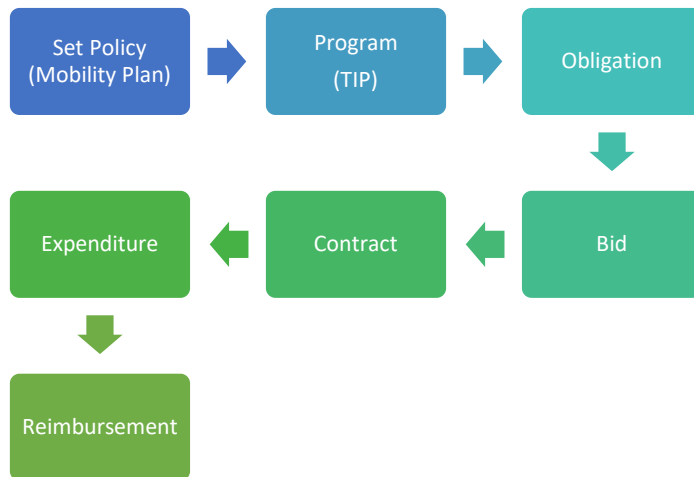 Set Policy
(Mobility Plan)
Program
(TIP)
Obligation
Bid
Contract
Expenditure
Reimbursement